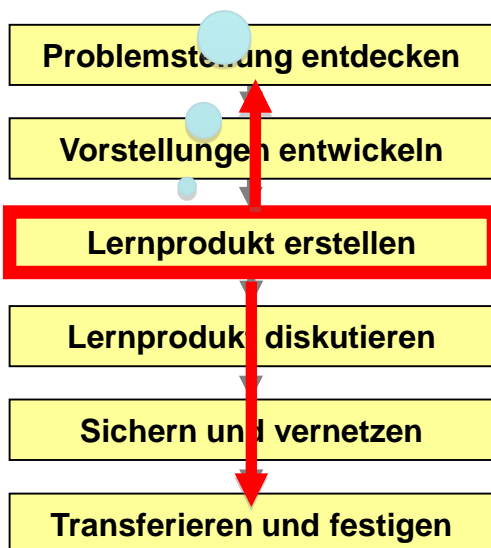 Problemstellung entdecken
Vorstellungen entwickeln
Lernprodukt erstellen
Lernprodukt diskutieren
Sichern und vernetzen
Transferieren und festigen